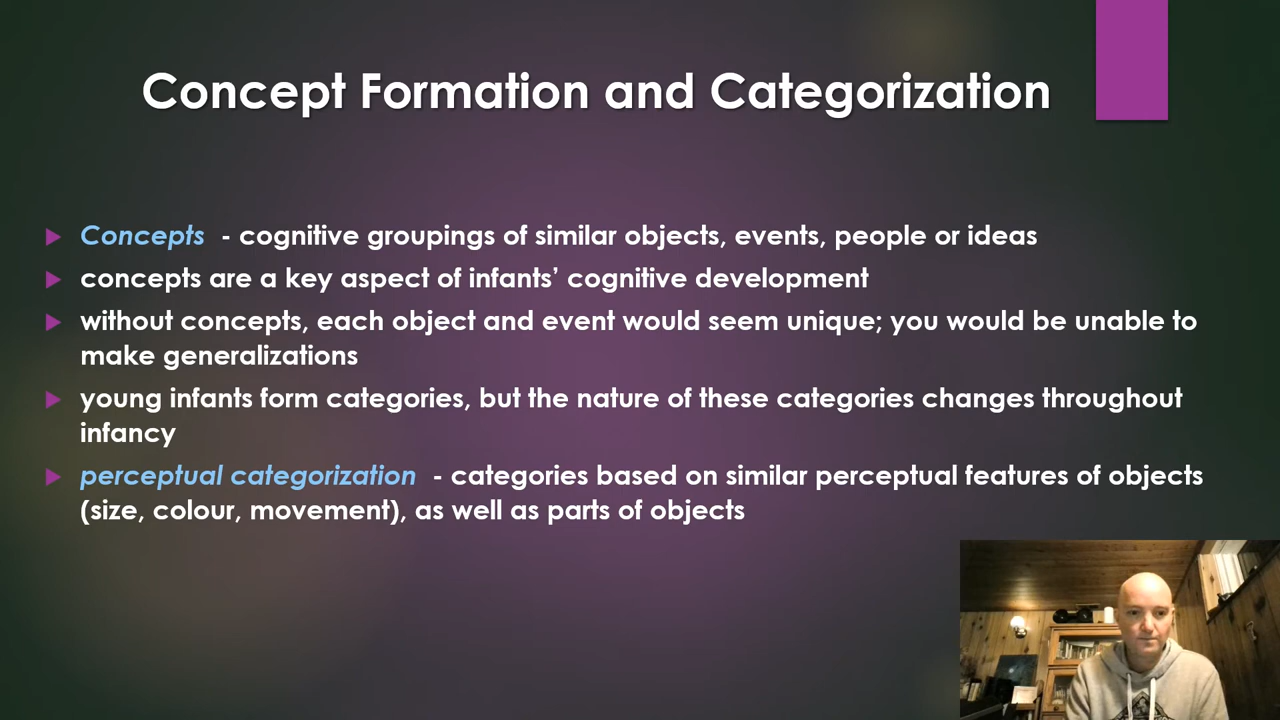 Concept Formation and Categorization
Concepts - cognitive groupings of similar objects, events, people or ideas
concepts are a key aspect of infants’ cognitive development
without concepts, each object and event would seem unique; you would be unable to
make generalizations
young infants form categories, but the nature of these categories changes throughout
infancy
perceptual categorization - categories based on similar perceptual features of objects
(size, colour, movement), as well as parts of objects